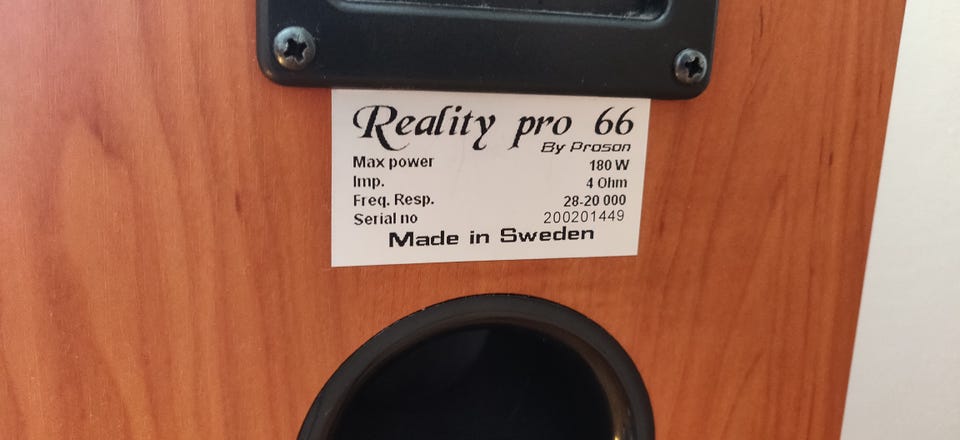 Reality pro 66
By Proson
Max power 180 W
Imp. 4 Ohm
Freq. Resp. 28-20 000
Serial no 200201449
Made in Sweden